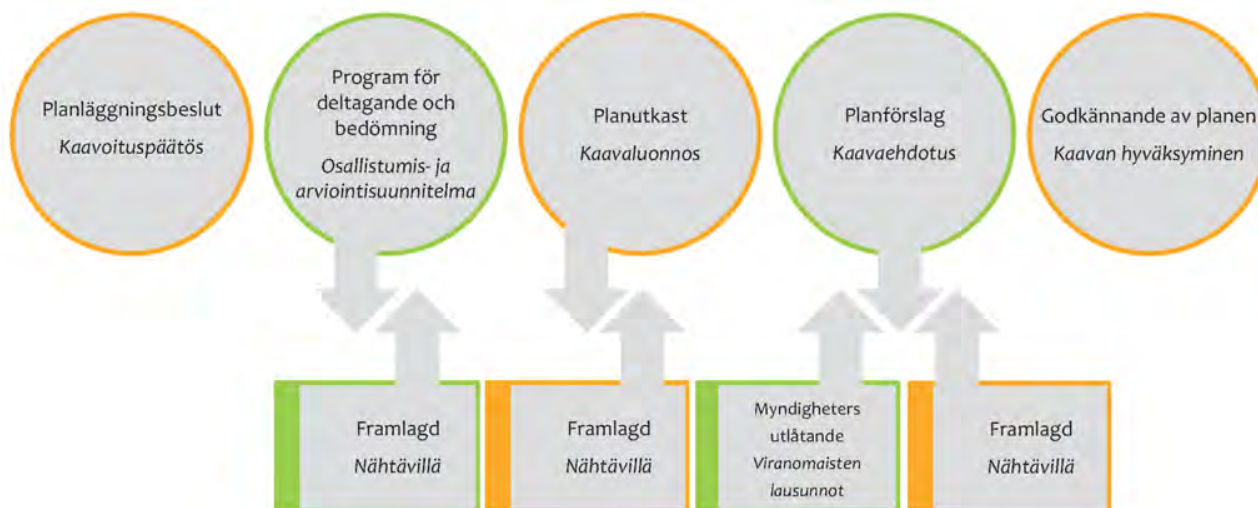 Planläggningsbeslut
Kaavoituspäätös
Program för
deltagande och
bedömning
Osallistumis- ja
arviointisuunnitelma
Planutkast
Kaavaluonnos
Planförslag
Kaavaehdotus
Godkännande av planen
Kaavan hyväksyminen
Framlagd
Nähtävillä
Framlagd
Nähtävillä
Myndigheters
utlåtande
Viranomaisten
lausunnot
Framlagd
Nähtävillä